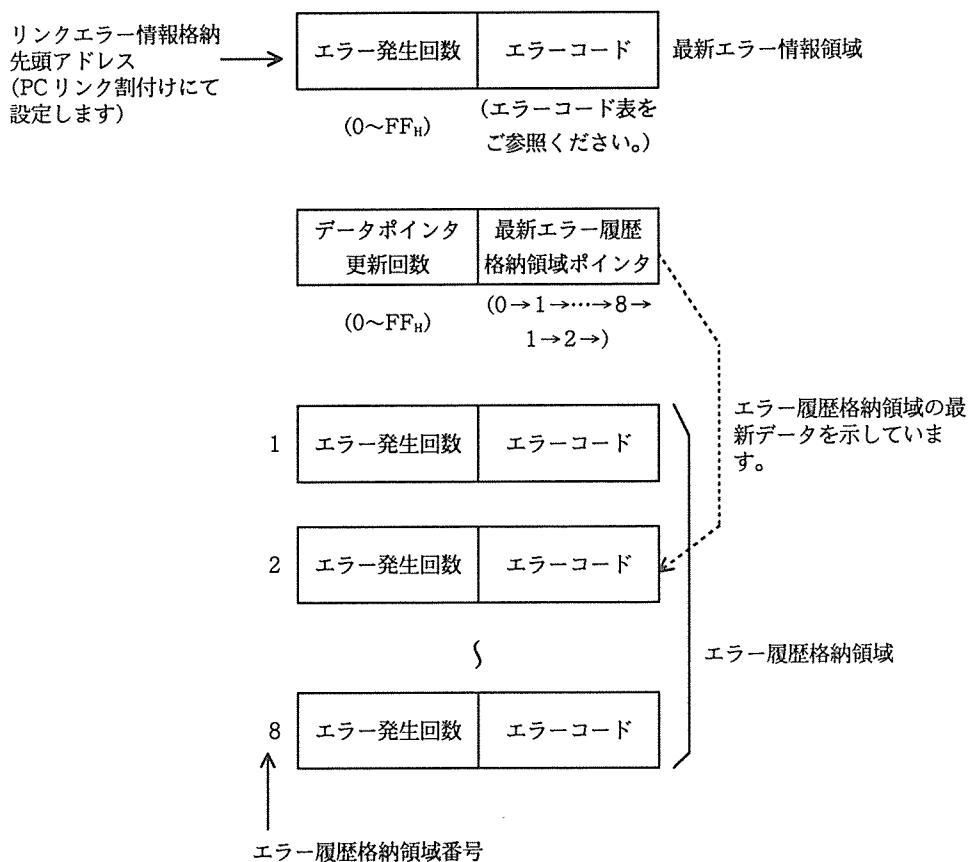 リンクエラー情報格納
先頭アドレス
(PCリンク割付けにて
設定します)
エラー発生回数
エラーコード
最新エラー情報領域
(0～FFH)
(エラーコード表を
ご参照ください。)
データポインタ
更新回数
最新エラー履歴
格納領域ポインタ
(0～FFH)
(0→1→…→8→
1→2→)
エラー履歴格納領域の最
新データを示していま
す。
1
エラー発生回数
エラーコード
2
エラー発生回数
エラーコード
エラー履歴格納領域
8
エラー発生回数
エラーコード
エラー履歴格納領域番号